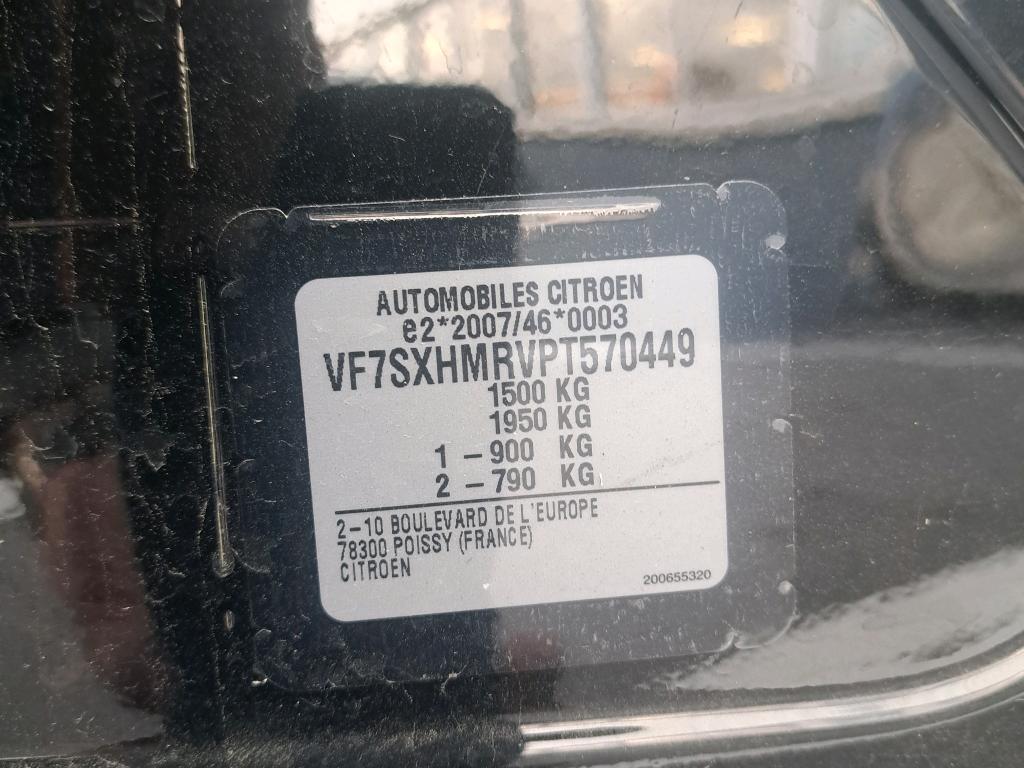 AUTOMOBILES CITROEN
e2*2007/46*0003
VF7SXHMRVPT570449
1500 KG
1950 KG
1 - 900 KG
2 - 790 KG
2-10 BOULEVARD DE L'EUROPE
78300 POISSY (FRANCE)
CITROEN
200655320